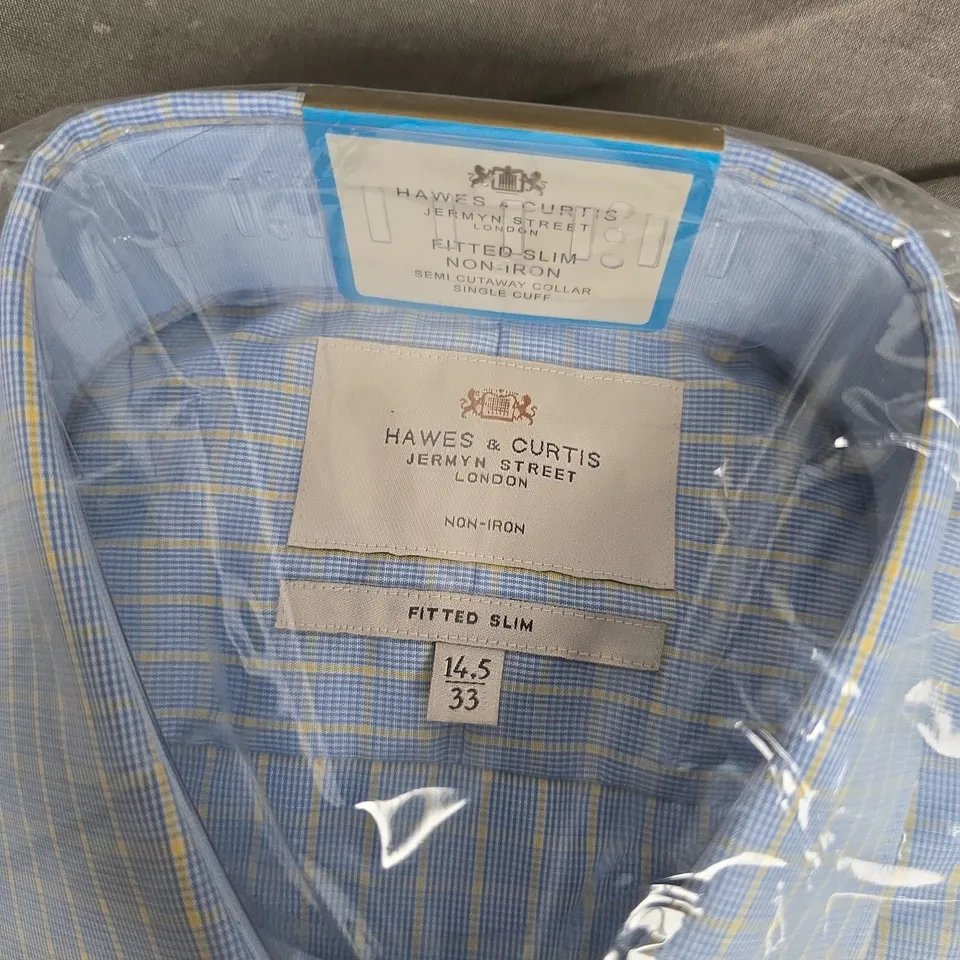 HAWES & CURTIS
JERMYN STREET
LONDON
FITTED SLIM
NON-IRON
SEMI CUTAWAY COLLAR
SINGLE CUFF
HAWES & CURTIS
JERMYN STREET
LONDON
NON-IRON
FITTED SLIM
14.5
33